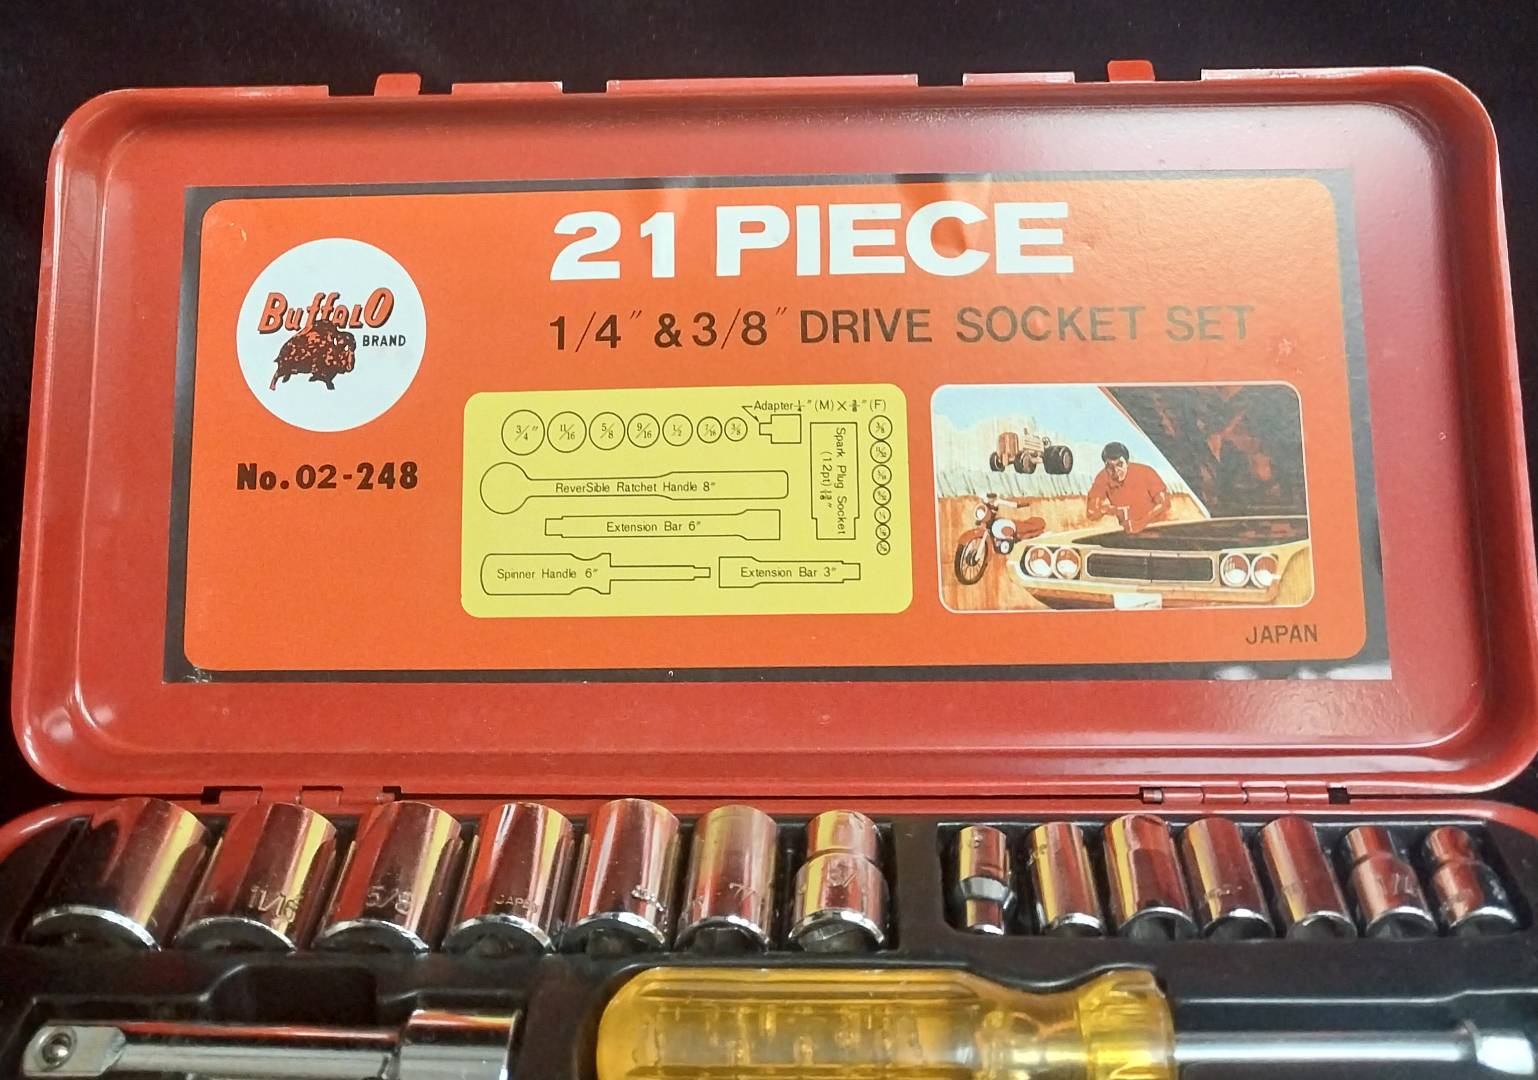 21 PIECE
1/4" & 3/8" DRIVE SOCKET SET
BuffaLO
BRAND
No. 02-248
Adapter 1/4" (M) X 3/8" (F)
3/4" 11/16 5/8 9/16 1/2 7/16 3/8
Spark Plug Socket
(12pt)
ReverSible Ratchet Handle 8"
Extension Bar 6"
Spinner Handle 6"
Extension Bar 3"
JAPAN
11/16
5/8
JAPAN